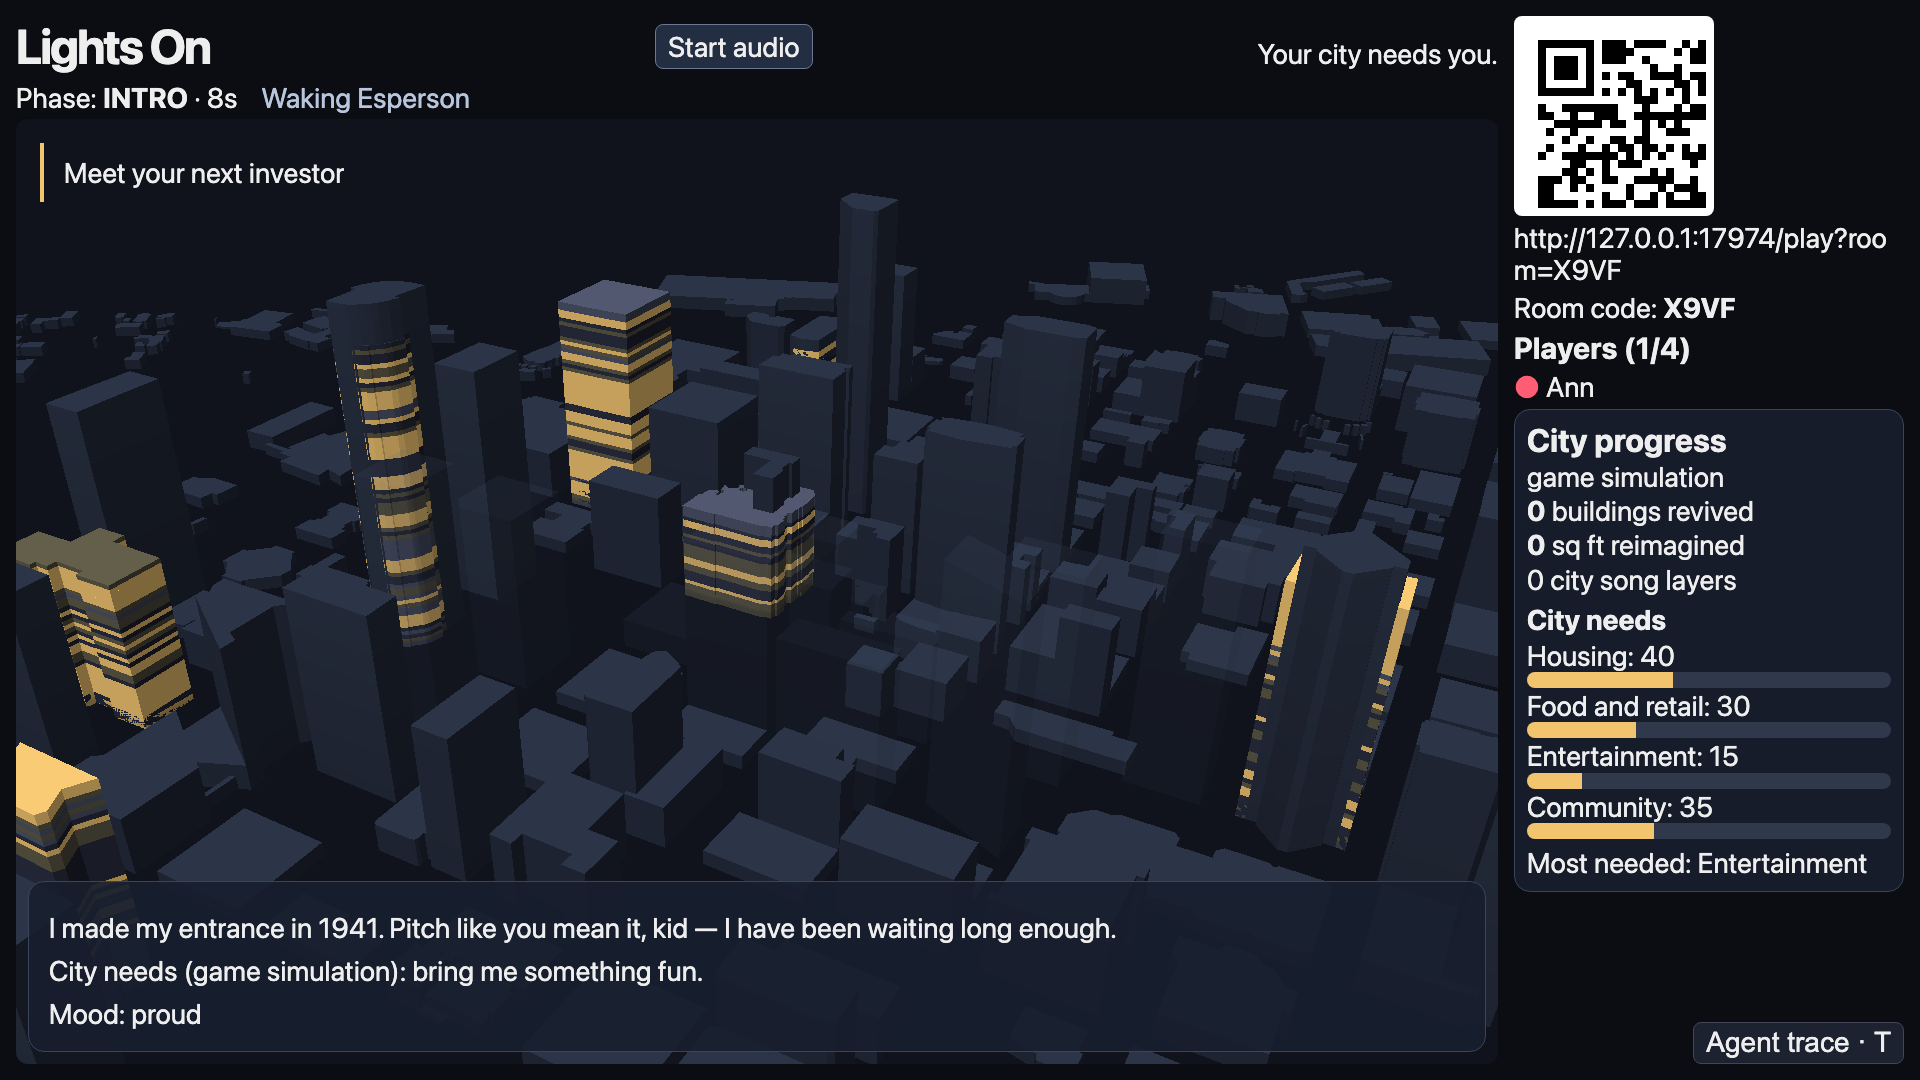 Lights On
Start audio
Your city needs you.
Phase: INTRO · 8s Waking Esperson
Meet your next investor
http://127.0.0.1:17974/play?roo
m=X9VF
Room code: X9VF
Players (1/4)
Ann
City progress
game simulation
0 buildings revived
0 sq ft reimagined
0 city song layers
City needs
Housing: 40
Food and retail: 30
Entertainment: 15
Community: 35
Most needed: Entertainment
I made my entrance in 1941. Pitch like you mean it, kid — I have been waiting long enough.
City needs (game simulation): bring me something fun.
Mood: proud
Agent trace · T